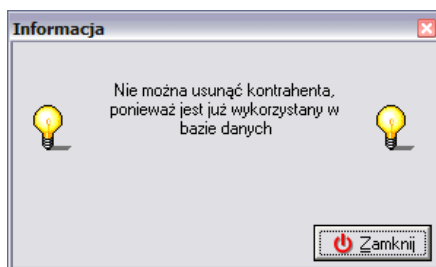 Informacja
Nie można usunąć kontrahenta,
ponieważ jest już wykorzystany w
bazie danych
Zamknij